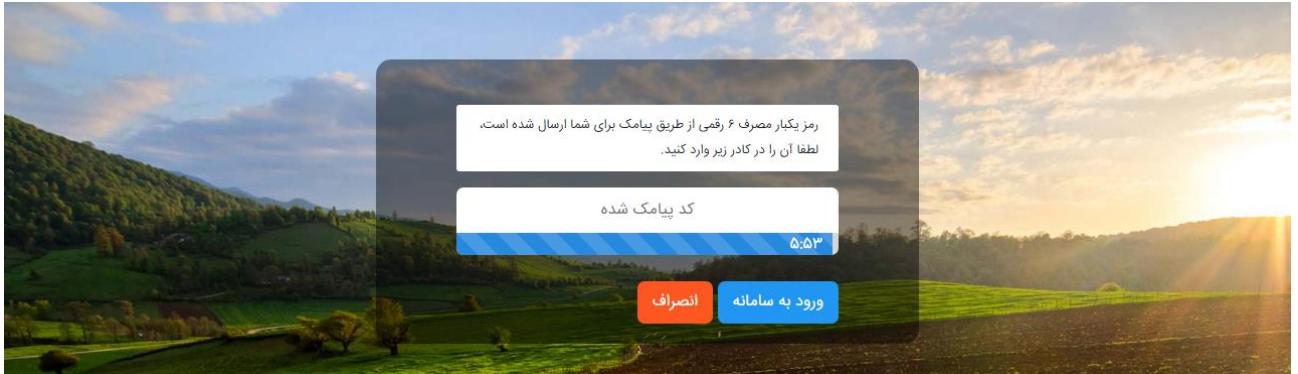 رمز یکبار مصرف ۶ رقمی از طریق پیامک برای شما ارسال شده است،
لطفا آن را در کادر زیر وارد کنید.
کد پیامک شده
۵:۵۳
ورود به سامانه
انصراف